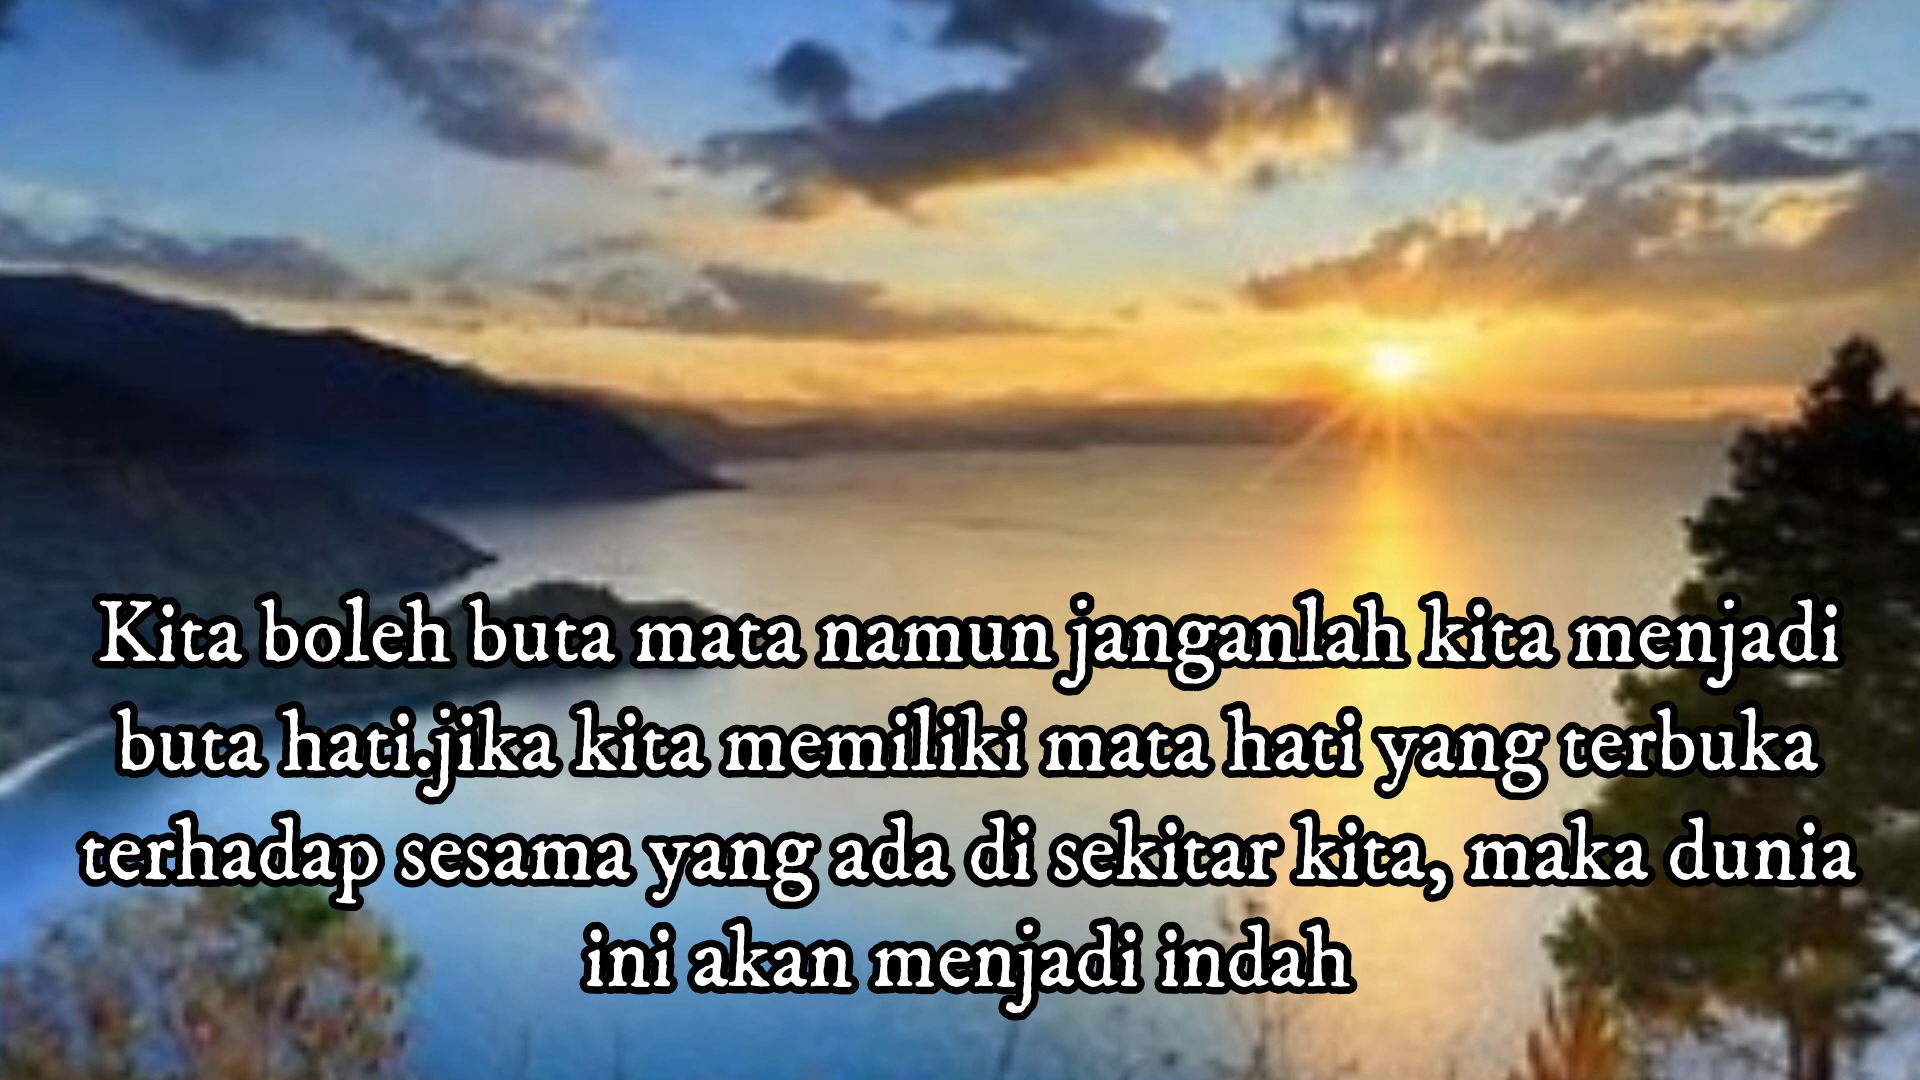 Kita boleh buta mata namun janganlah kita menjadi
buta hati.jika kita memiliki mata hati yang terbuka
terhadap sesama yang ada di sekitar kita, maka dunia
ini akan menjadi indah